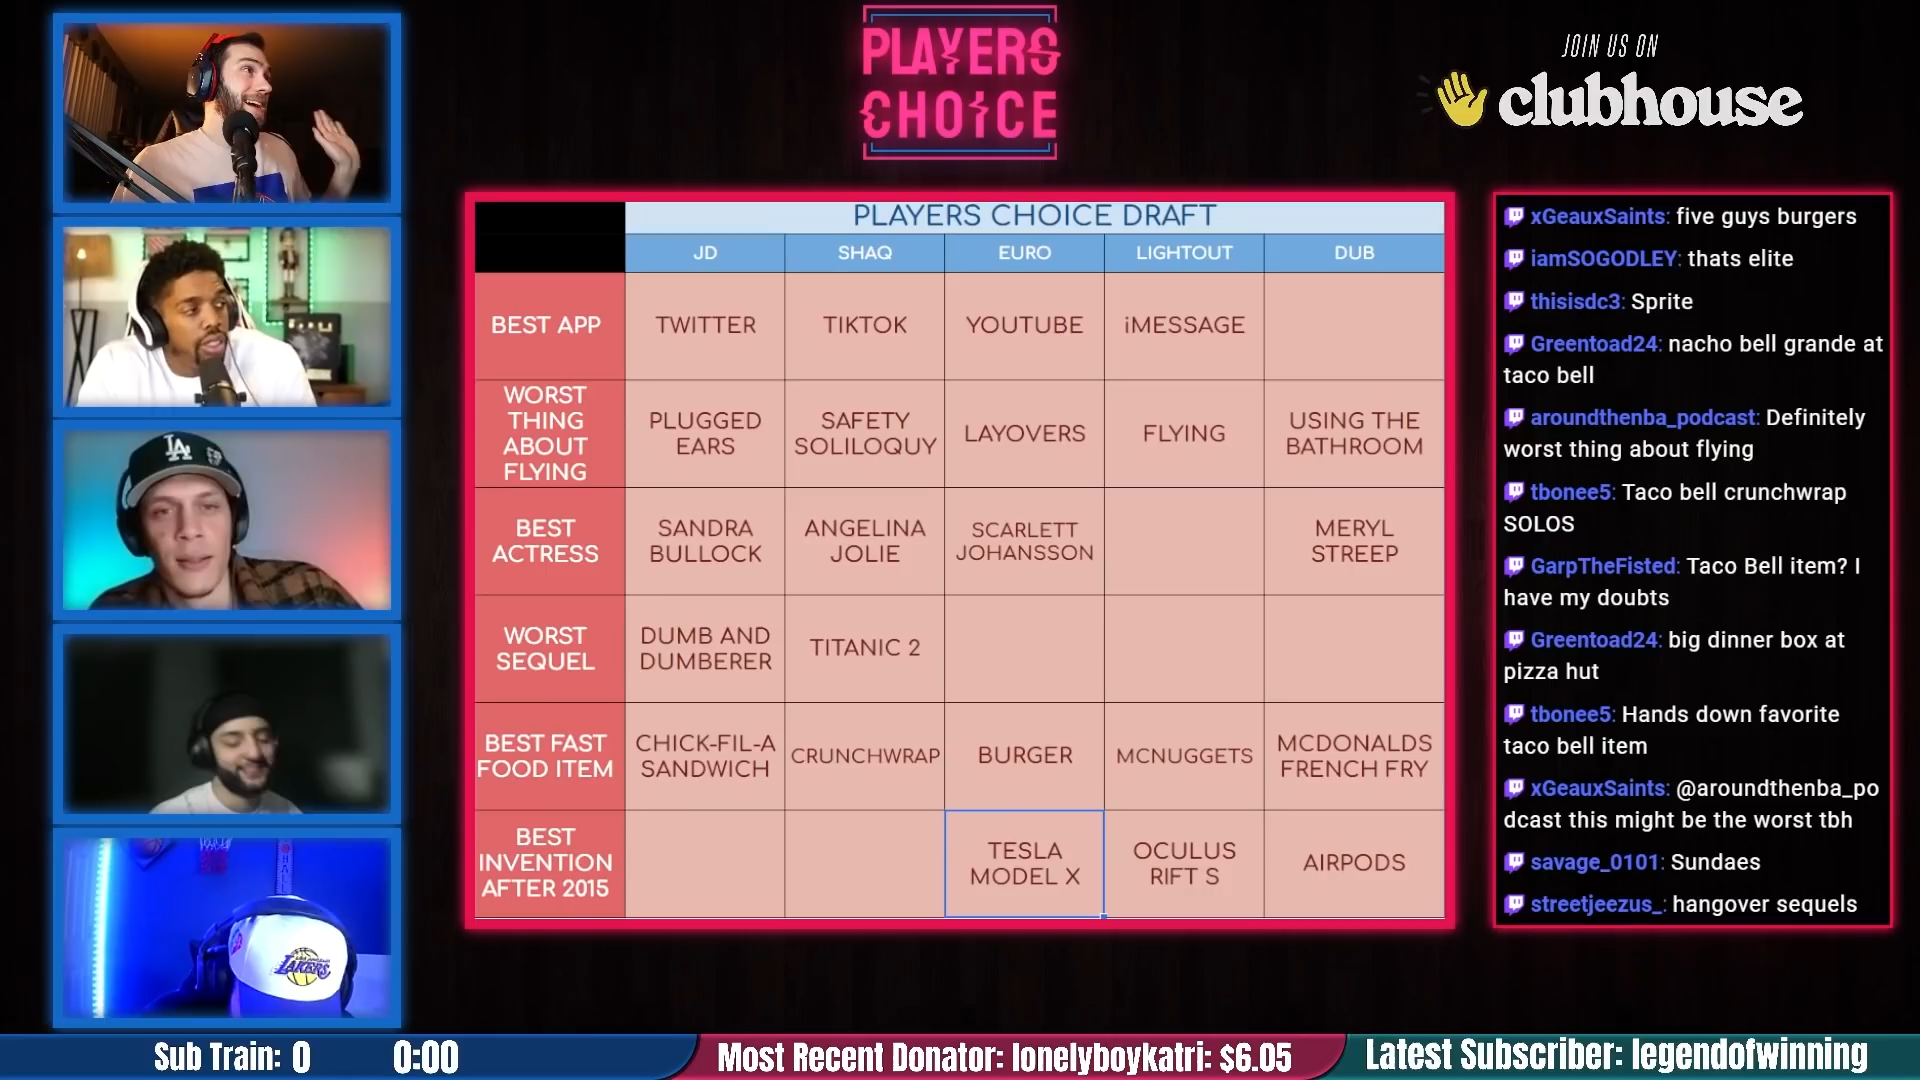 PLAYERS
CHOICE
JOIN US ON
clubhouse
PLAYERS CHOICE DRAFT
JD SHAQ EURO LIGHTOUT DUB
BEST APP TWITTER TIKTOK YOUTUBE iMESSAGE
WORST
THING
ABOUT
FLYING
PLUGGED
EARS
SAFETY
SOLILOQUY
LAYOVERS
FLYING
USING THE
BATHROOM
BEST
ACTRESS
SANDRA
BULLOCK
ANGELINA
JOLIE
SCARLETT
JOHANSSON
MERYL
STREEP
WORST
SEQUEL
DUMB AND
DUMBERER
TITANIC 2
BEST FAST
FOOD ITEM
CHICK-FIL-A
SANDWICH
CRUNCHWRAP
BURGER
MCNUGGETS
MCDONALDS
FRENCH FRY
BEST
INVENTION
AFTER 2015
TESLA
MODEL X
OCULUS
RIFT S
AIRPODS
xGeauxSaints: five guys burgers
iamSOGODLEY: thats elite
thisisdc3: Sprite
Greentoad24: nacho bell grande at
taco bell
aroundthenba_podcast: Definitely
worst thing about flying
tbonee5: Taco bell crunchwrap
SOLOS
GarpTheFisted: Taco Bell item? I
have my doubts
Greentoad24: big dinner box at
pizza hut
tbonee5: Hands down favorite
taco bell item
xGeauxSaints: @aroundthenba_po
dcast this might be the worst tbh
savage_0101: Sundaes
streetjeezus_: hangover sequels
LA
LAKERS
Sub Train: 0 0:00
Most Recent Donator: lonelyboykatri: $6.05
Latest Subscriber: legendofwinning